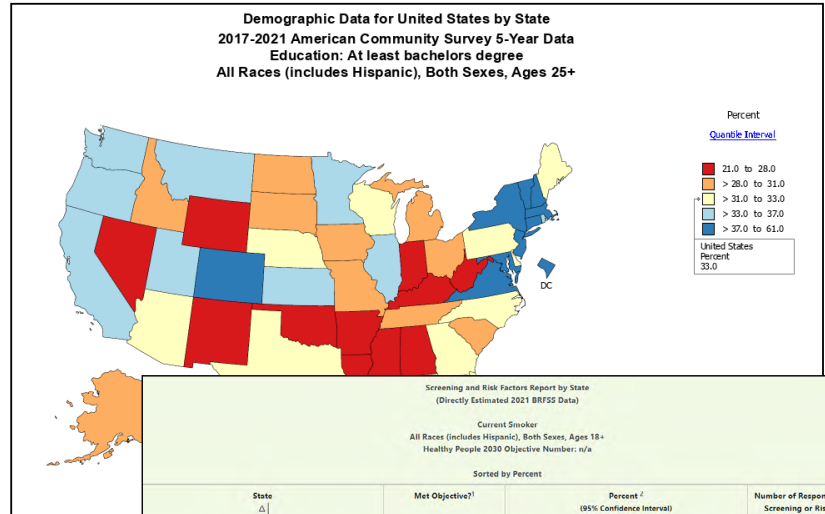 Demographic Data for United States by State
2017-2021 American Community Survey 5-Year Data
Education: At least bachelors degree
All Races (includes Hispanic), Both Sexes, Ages 25+
Percent
Quantile Interval
21.0 to 28.0
> 28.0 to 31.0
> 31.0 to 33.0
> 33.0 to 37.0
> 37.0 to 61.0
United States
Percent
33.0
DC
Screening and Risk Factors Report by State
(Directly Estimated 2021 BRFSS Data)
Current Smoker
All Races (includes Hispanic), Both Sexes, Ages 18+
Healthy People 2030 Objective Number: n/a
Sorted by Percent
State
Met Objective?1
Percent 2
(95% Confidence Interval)
Number of Respon
Screening or Ris